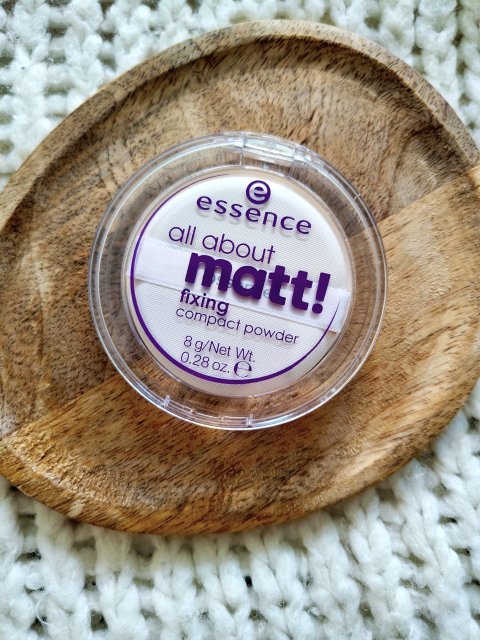 e
essence
all about
matt!
fixing
compact powder
8 g/Net Wt.
0.28 oz. ℮